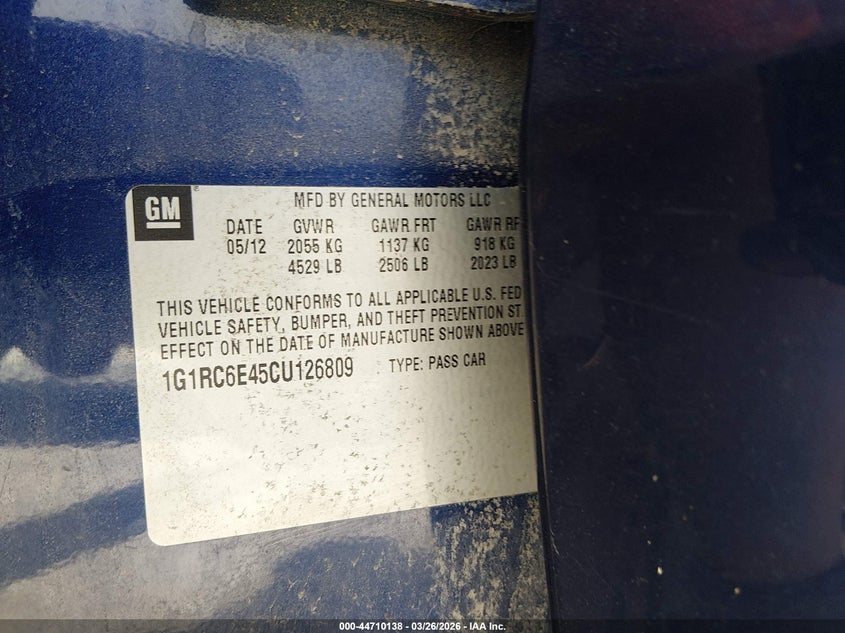 GM
MFD BY GENERAL MOTORS LLC
DATE GVWR GAWR FRT GAWR
05/12 2055 KG 1137 KG 918 KG
4529 LB 2506 LB 2023 LB
THIS VEHICLE CONFORMS TO ALL APPLICABLE U.S. FED
VEHICLE SAFETY, BUMPER, AND THEFT PREVENTION ST
EFFECT ON THE DATE OF MANUFACTURE SHOWN ABOVE
1G1RC6E45CU126809 TYPE: PASS CAR
000-44710138 - 03/26/2026 - IAA Inc.